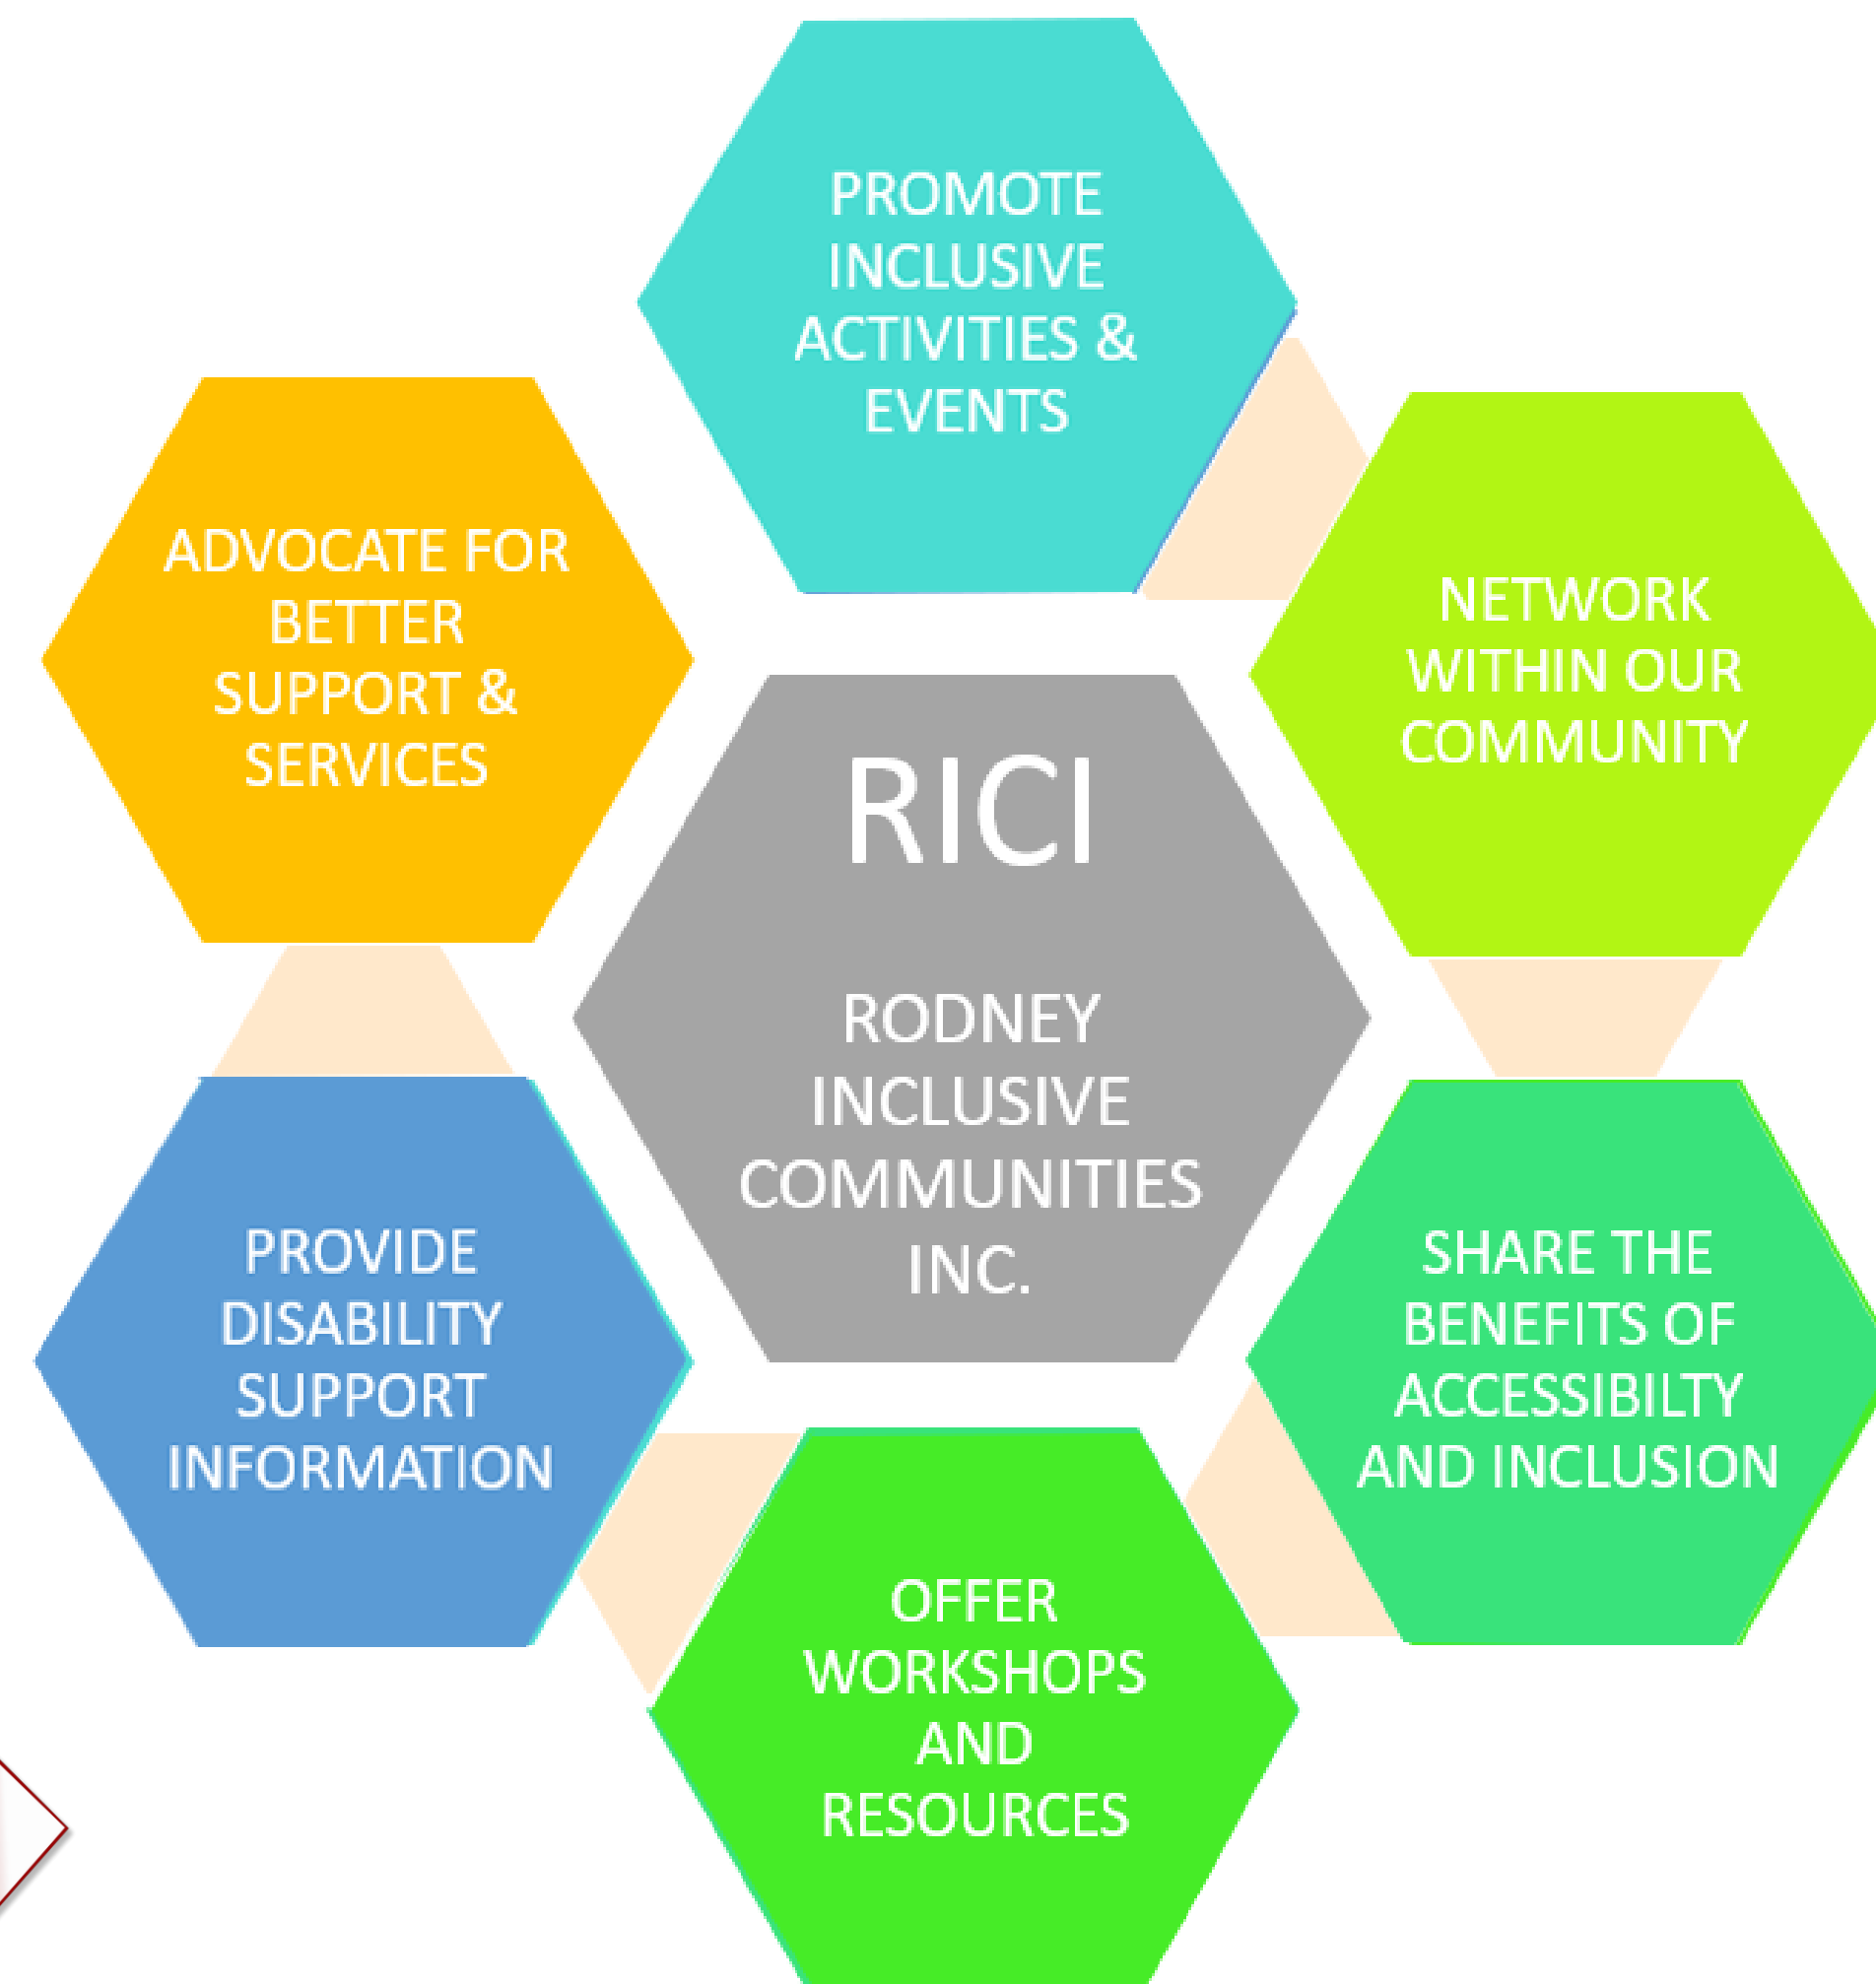 PROMOTE
INCLUSIVE
ACTIVITIES &
EVENTS
NETWORK
WITHIN OUR
COMMUNITY
SHARE THE
BENEFITS OF
ACCESSIBILTY
AND INCLUSION
OFFER
WORKSHOPS
AND
RESOURCES
PROVIDE
DISABILITY
SUPPORT
INFORMATION
ADVOCATE FOR
BETTER
SUPPORT &
SERVICES
RICI
RODNEY
INCLUSIVE
COMMUNITIES
INC.